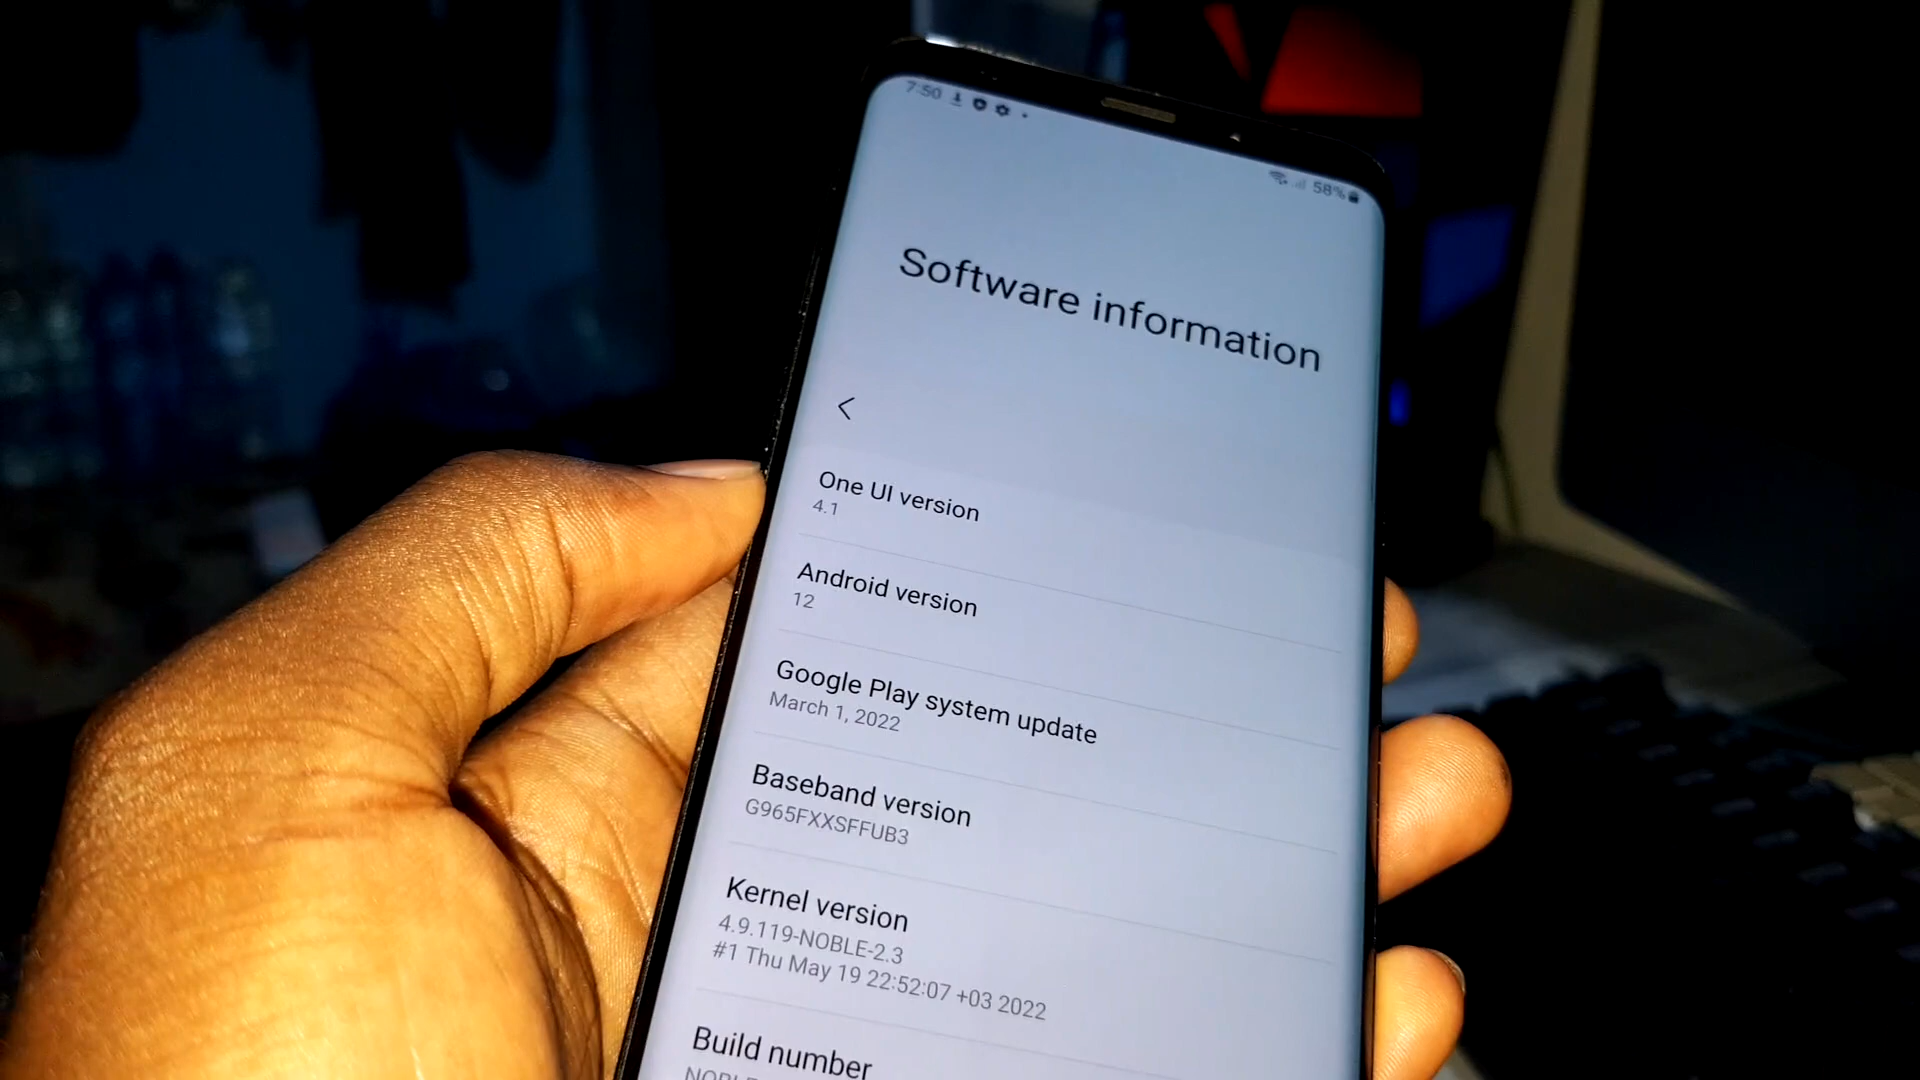 7:50
58%
Software information
One UI version
4.1
Android version
12
Google Play system update
March 1, 2022
Baseband version
G965FXXSFFUB3
Kernel version
4.9.119-NOBLE-2.3
#1 Thu May 19 22:52:07 +03 2022
Build number